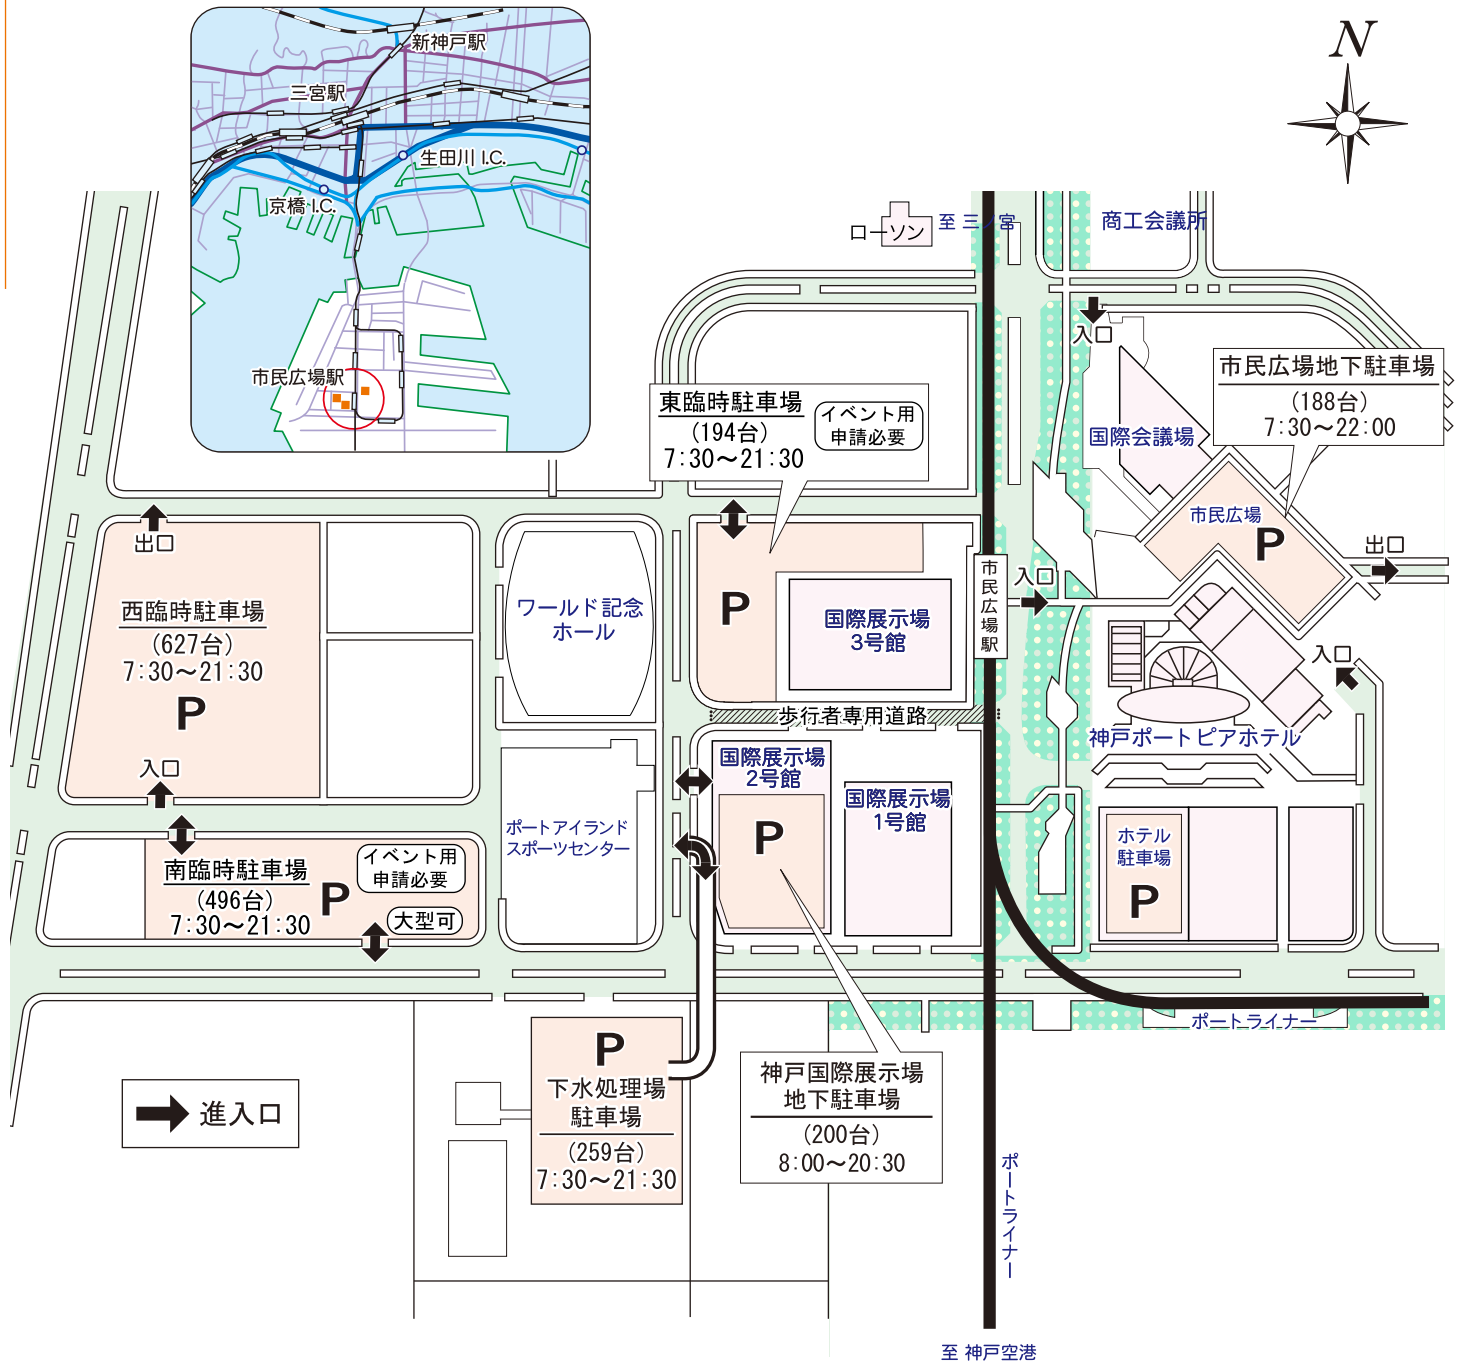 N
新神戸駅
三宮駅
生田川 I.C.
京橋 I.C.
市民広場駅
ローソン
至 三ノ宮
商工会議所
入口
国際会議場
市民広場地下駐車場
(188台)
7:30～22:00
東臨時駐車場
(194台)
7:30～21:30
イベント用
申請必要
市民広場
P
出口
出口
西臨時駐車場
(627台)
7:30～21:30
P
入口
ワールド記念
ホール
P
国際展示場
3号館
市民広場駅
入口
入口
歩行者専用道路
神戸ポートピアホテル
国際展示場
2号館
P
国際展示場
1号館
ポートアイランド
スポーツセンター
ホテル
駐車場
P
南臨時駐車場
(496台)
7:30～21:30
P
イベント用
申請必要
大型可
ポートライナー
P
下水処理場
駐車場
(259台)
7:30～21:30
神戸国際展示場
地下駐車場
(200台)
8:00～20:30
進入口
ポートライナー
至 神戸空港